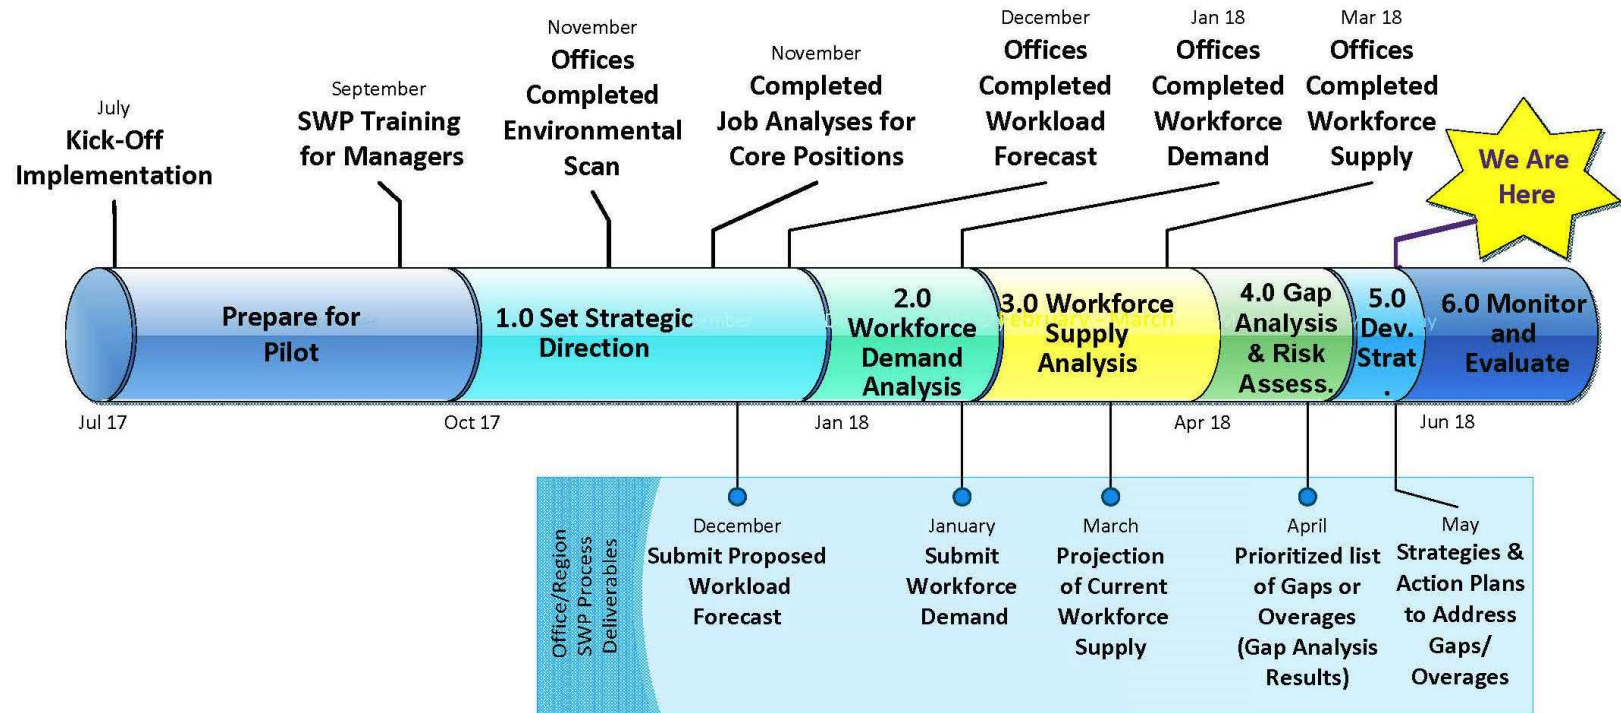 July
Kick-Off
Implementation
September
SWP Training
for Managers
November
Offices
Completed
Environmental
Scan
November
Completed
Job Analyses for
Core Positions
December
Offices
Completed
Workload
Forecast
Jan 18
Offices
Completed
Workforce
Demand
Mar 18
Offices
Completed
Workforce
Supply
We Are
Here
Prepare for
Pilot
1.0 Set Strategic
Direction
2.0
Workforce
Demand
Analysis
3.0 Workforce
Supply
Analysis
February - March
4.0 Gap
Analysis
& Risk
Assess.
5.0
Dev.
Strat
.
6.0 Monitor
and
Evaluate
Jul 17
Oct 17
Jan 18
Apr 18
Jun 18
Office/Region
SWP Process
Deliverables
December
Submit Proposed
Workload
Forecast
January
Submit
Workforce
Demand
March
Projection
of Current
Workforce
Supply
April
Prioritized list
of Gaps or
Overages
(Gap Analysis
Results)
May
Strategies &
Action Plans
to Address
Gaps/
Overages